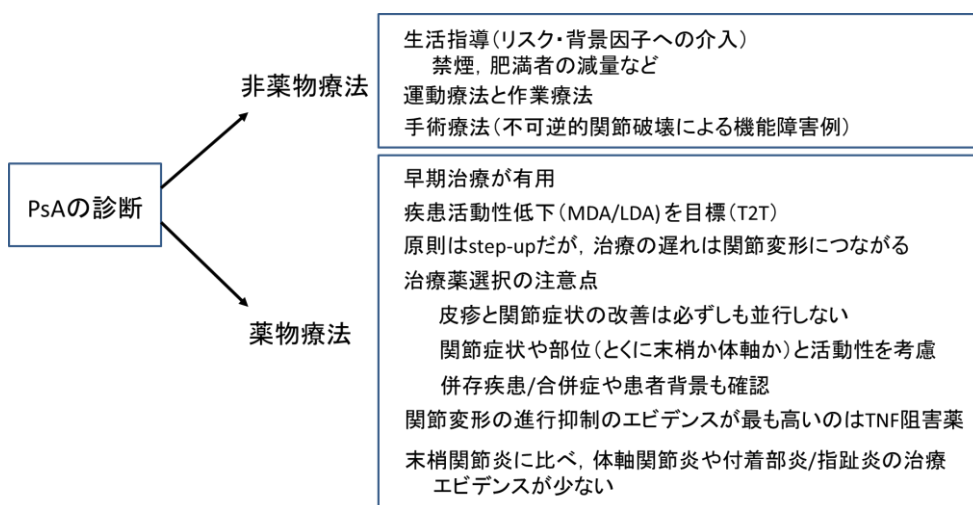 PsAの診断
非薬物療法
生活指導（リスク・背景因子への介入）
禁煙，肥満者の減量など
運動療法と作業療法
手術療法（不可逆的関節破壊による機能障害例）
薬物療法
早期治療が有用
疾患活動性低下（MDA/LDA）を目標（T2T）
原則はstep-upだが，治療の遅れは関節変形につながる
治療薬選択の注意点
皮疹と関節症状の改善は必ずしも並行しない
関節症状や部位（とくに末梢か体軸か）と活動性を考慮
併存疾患/合併症や患者背景も確認
関節変形の進行抑制のエビデンスが最も高いのはTNF阻害薬
末梢関節炎に比べ，体軸関節炎や付着部炎/指趾炎の治療
エビデンスが少ない